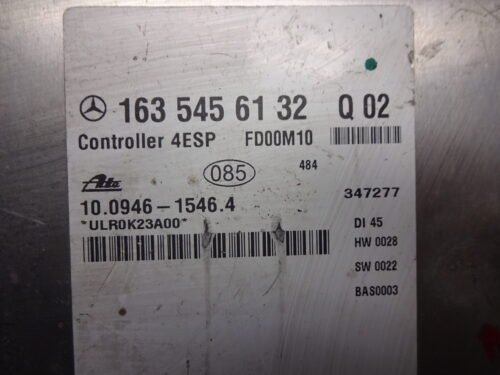 163 545 61 32 Q 02
Controller 4ESP FD00M10
085 484
Ate
10.0946-1546.4 347277
*ULR0K23A00* DI 45
HW 0028
SW 0022
BAS0003